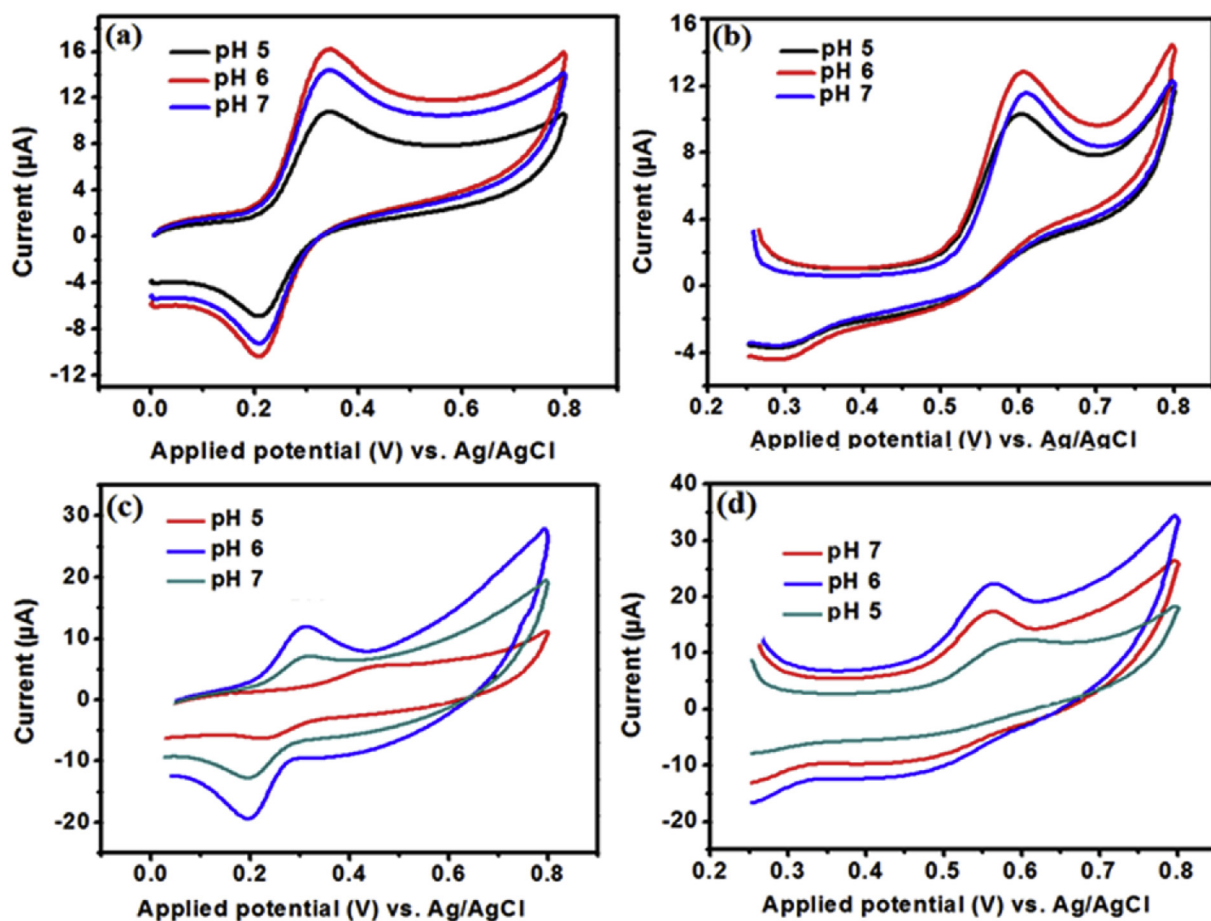 (a)
pH 5
pH 6
pH 7
16
12
8
4
0
-4
-8
-12
Current (µA)
0.0 0.2 0.4 0.6 0.8
Applied potential (V) vs. Ag/AgCl
(b)
pH 5
pH 6
pH 7
16
12
8
4
0
-4
Current (µA)
0.2 0.3 0.4 0.5 0.6 0.7 0.8
Applied potential (V) vs. Ag/AgCl
(c)
pH 5
pH 6
pH 7
30
20
10
0
-10
-20
Current (µA)
0.0 0.2 0.4 0.6 0.8
Applied potential (V) vs. Ag/AgCl
(d)
pH 7
pH 6
pH 5
40
30
20
10
0
-10
-20
Current (µA)
0.2 0.3 0.4 0.5 0.6 0.7 0.8
Applied potential (V) vs. Ag/AgCl